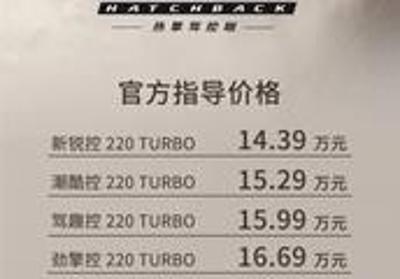 HATCHBACK
热擎驾控咖
官方指导价格
新锐控 220 TURBO 14.39 万元
潮酷控 220 TURBO 15.29 万元
驾趣控 220 TURBO 15.99 万元
劲擎控 220 TURBO 16.69 万元